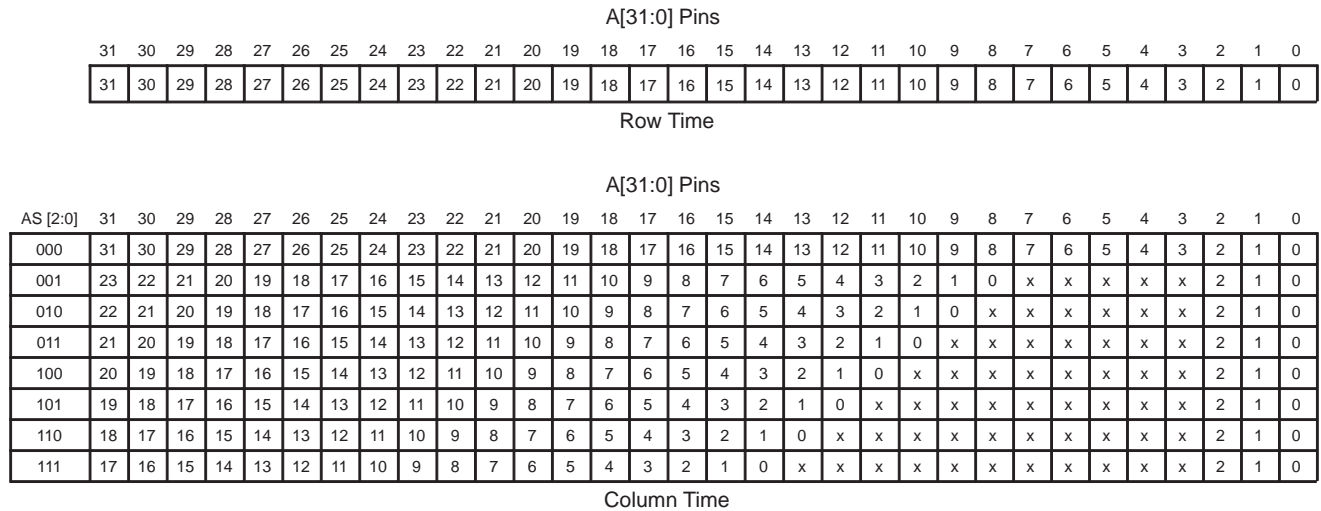 A[31:0] Pins
31 30 29 28 27 26 25 24 23 22 21 20 19 18 17 16 15 14 13 12 11 10 9 8 7 6 5 4 3 2 1 0
31 30 29 28 27 26 25 24 23 22 21 20 19 18 17 16 15 14 13 12 11 10 9 8 7 6 5 4 3 2 1 0
Row Time
A[31:0] Pins
AS [2:0] 31 30 29 28 27 26 25 24 23 22 21 20 19 18 17 16 15 14 13 12 11 10 9 8 7 6 5 4 3 2 1 0
000 31 30 29 28 27 26 25 24 23 22 21 20 19 18 17 16 15 14 13 12 11 10 9 8 7 6 5 4 3 2 1 0
001 23 22 21 20 19 18 17 16 15 14 13 12 11 10 9 8 7 6 5 4 3 2 1 0 x x x x x 2 1 0
010 22 21 20 19 18 17 16 15 14 13 12 11 10 9 8 7 6 5 4 3 2 1 0 x x x x x x 2 1 0
011 21 20 19 18 17 16 15 14 13 12 11 10 9 8 7 6 5 4 3 2 1 0 x x x x x x x 2 1 0
100 20 19 18 17 16 15 14 13 12 11 10 9 8 7 6 5 4 3 2 1 0 x x x x x x x x 2 1 0
101 19 18 17 16 15 14 13 12 11 10 9 8 7 6 5 4 3 2 1 0 x x x x x x x x x 2 1 0
110 18 17 16 15 14 13 12 11 10 9 8 7 6 5 4 3 2 1 0 x x x x x x x x x x 2 1 0
111 17 16 15 14 13 12 11 10 9 8 7 6 5 4 3 2 1 0 x x x x x x x x x x x 2 1 0
Column Time